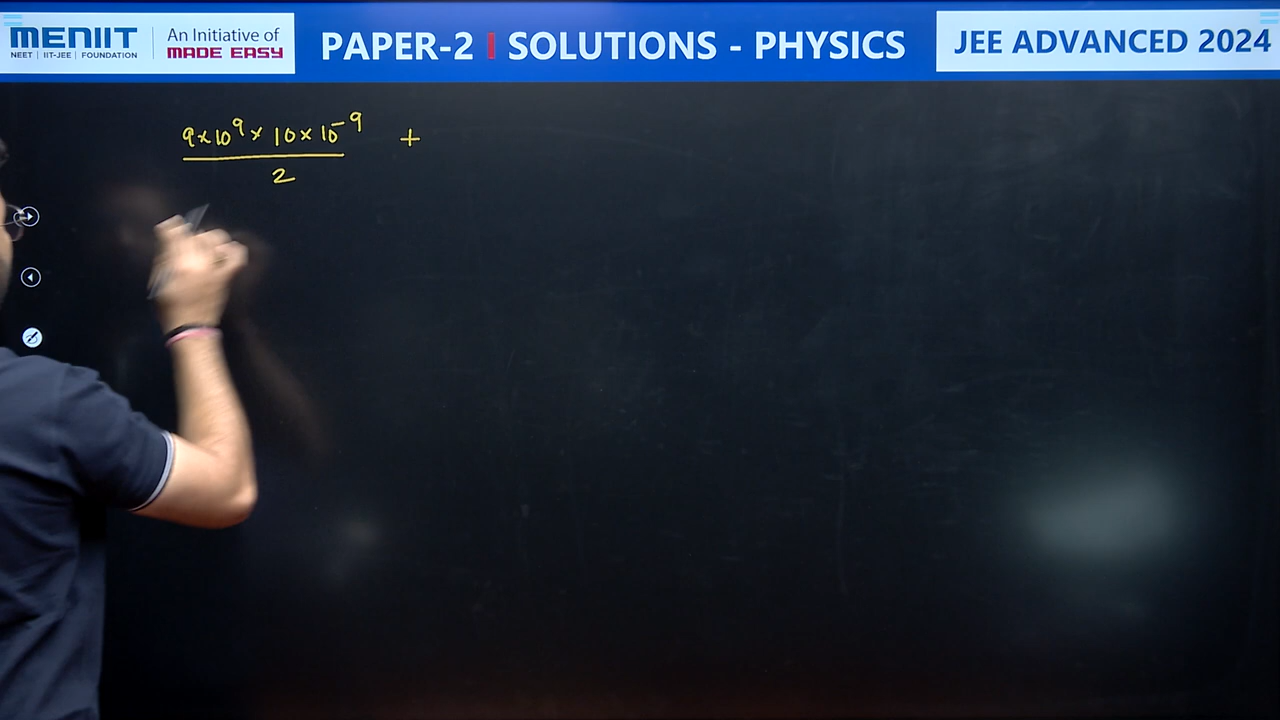 MENIIT
NEET | IIT-JEE | FOUNDATION
An Initiative of
MADE EASY
PAPER-2 | SOLUTIONS - PHYSICS
JEE ADVANCED 2024
9×10⁹ × 10×10⁻⁹ +
2